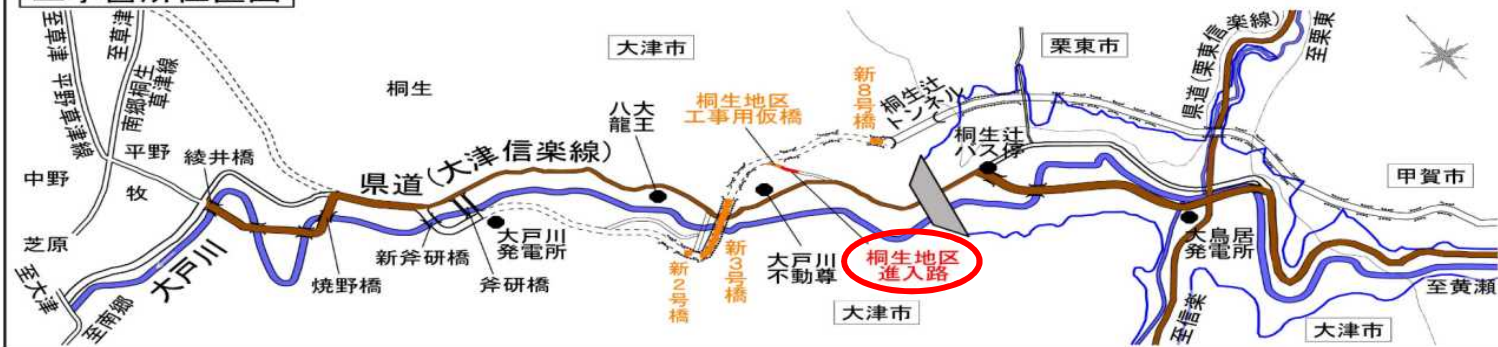 工事箇所位置図
至草津 平野草津線
至草津
南郷桐生草津線
大津市
栗東市
県道(栗東信楽線)
至栗東
桐生
新8号橋
桐生辻
トンネル
桐生地区
工事用仮橋
八大
龍王
桐生辻
バス停
平野
綾井橋
中野
牧
県道(大津信楽線)
甲賀市
芝原
大戸川
新斧研橋
大戸川
発電所
新3号橋
大戸川
不動尊
桐生地区
進入路
大鳥居
発電所
焼野橋
斧研橋
新2号橋
至大津
至南郷
大津市
至信楽
大津市
至黄瀬